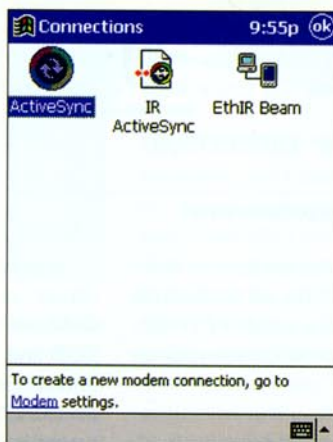 Connections 9:55p ok
ActiveSync IR ActiveSync EthIR Beam
To create a new modem connection, go to
Modem settings.